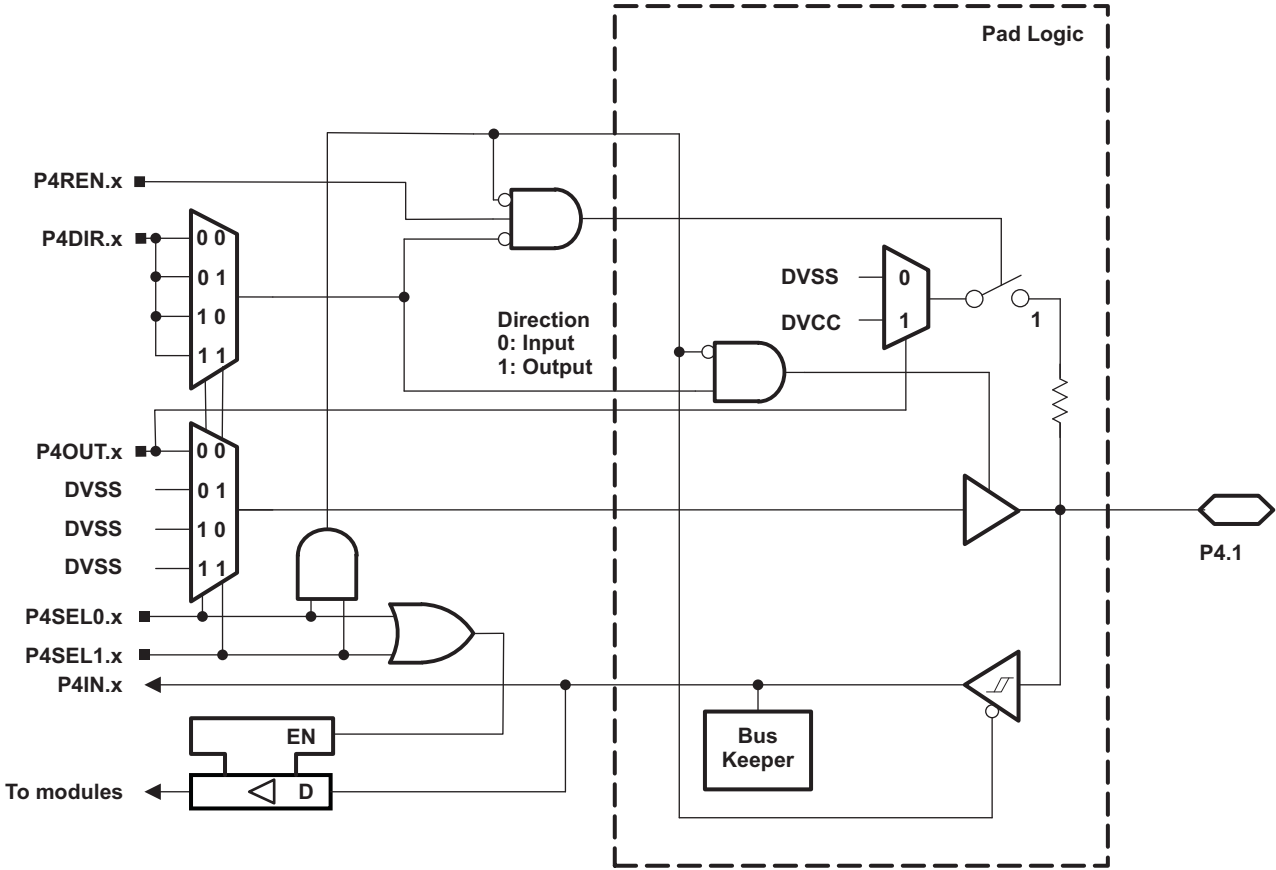 Pad Logic
P4REN.x
P4DIR.x
0 0
0 1
1 0
1 1
DVSS
0
DVCC
1
1
Direction
0: Input
1: Output
P4OUT.x
0 0
DVSS
0 1
DVSS
1 0
DVSS
1 1
P4.1
P4SEL0.x
P4SEL1.x
P4IN.x
EN
Bus
Keeper
To modules
D